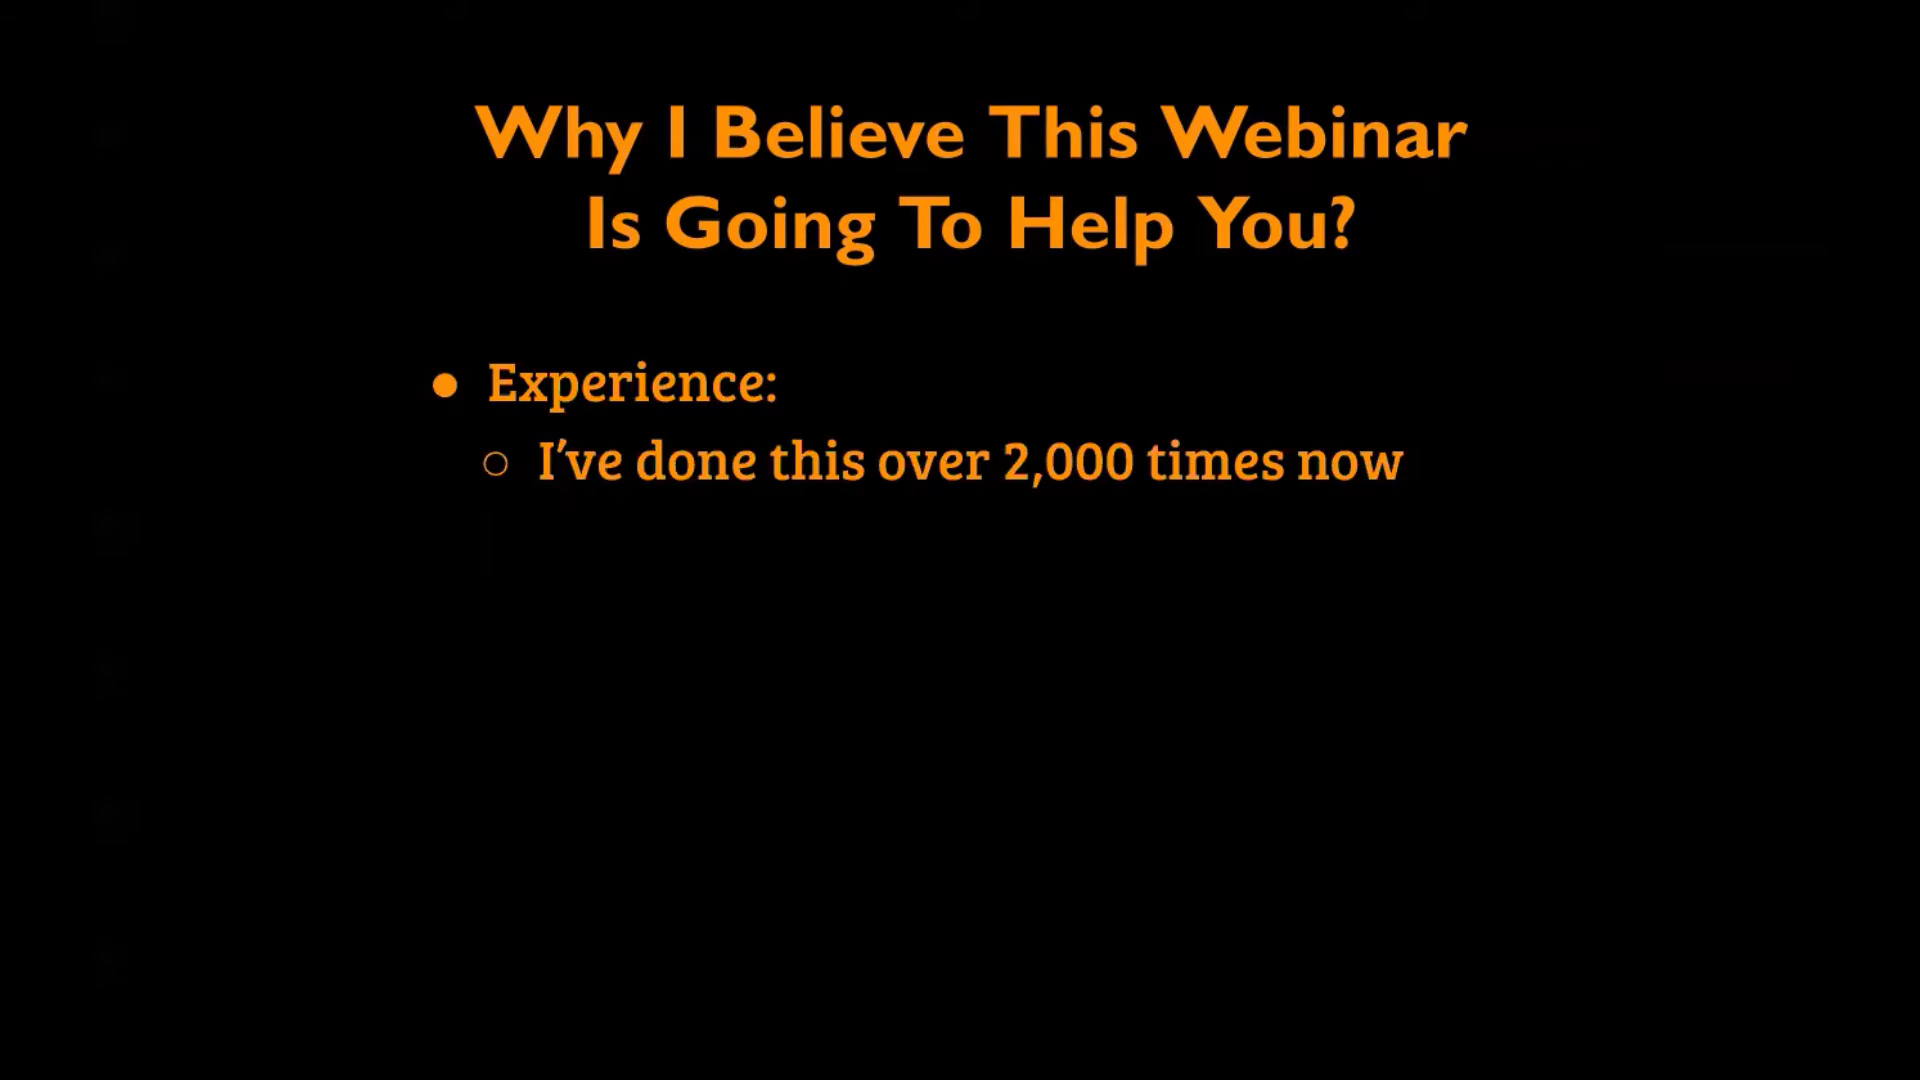 Why I Believe This Webinar
Is Going To Help You?
● Experience:
○ I've done this over 2,000 times now